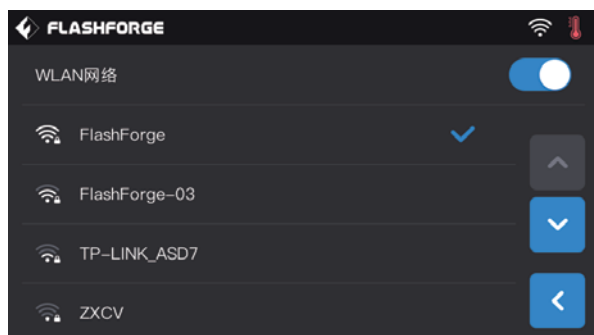 FLASHFORGE
WLAN网络
FlashForge
FlashForge-03
TP-LINK_ASD7
ZXCV